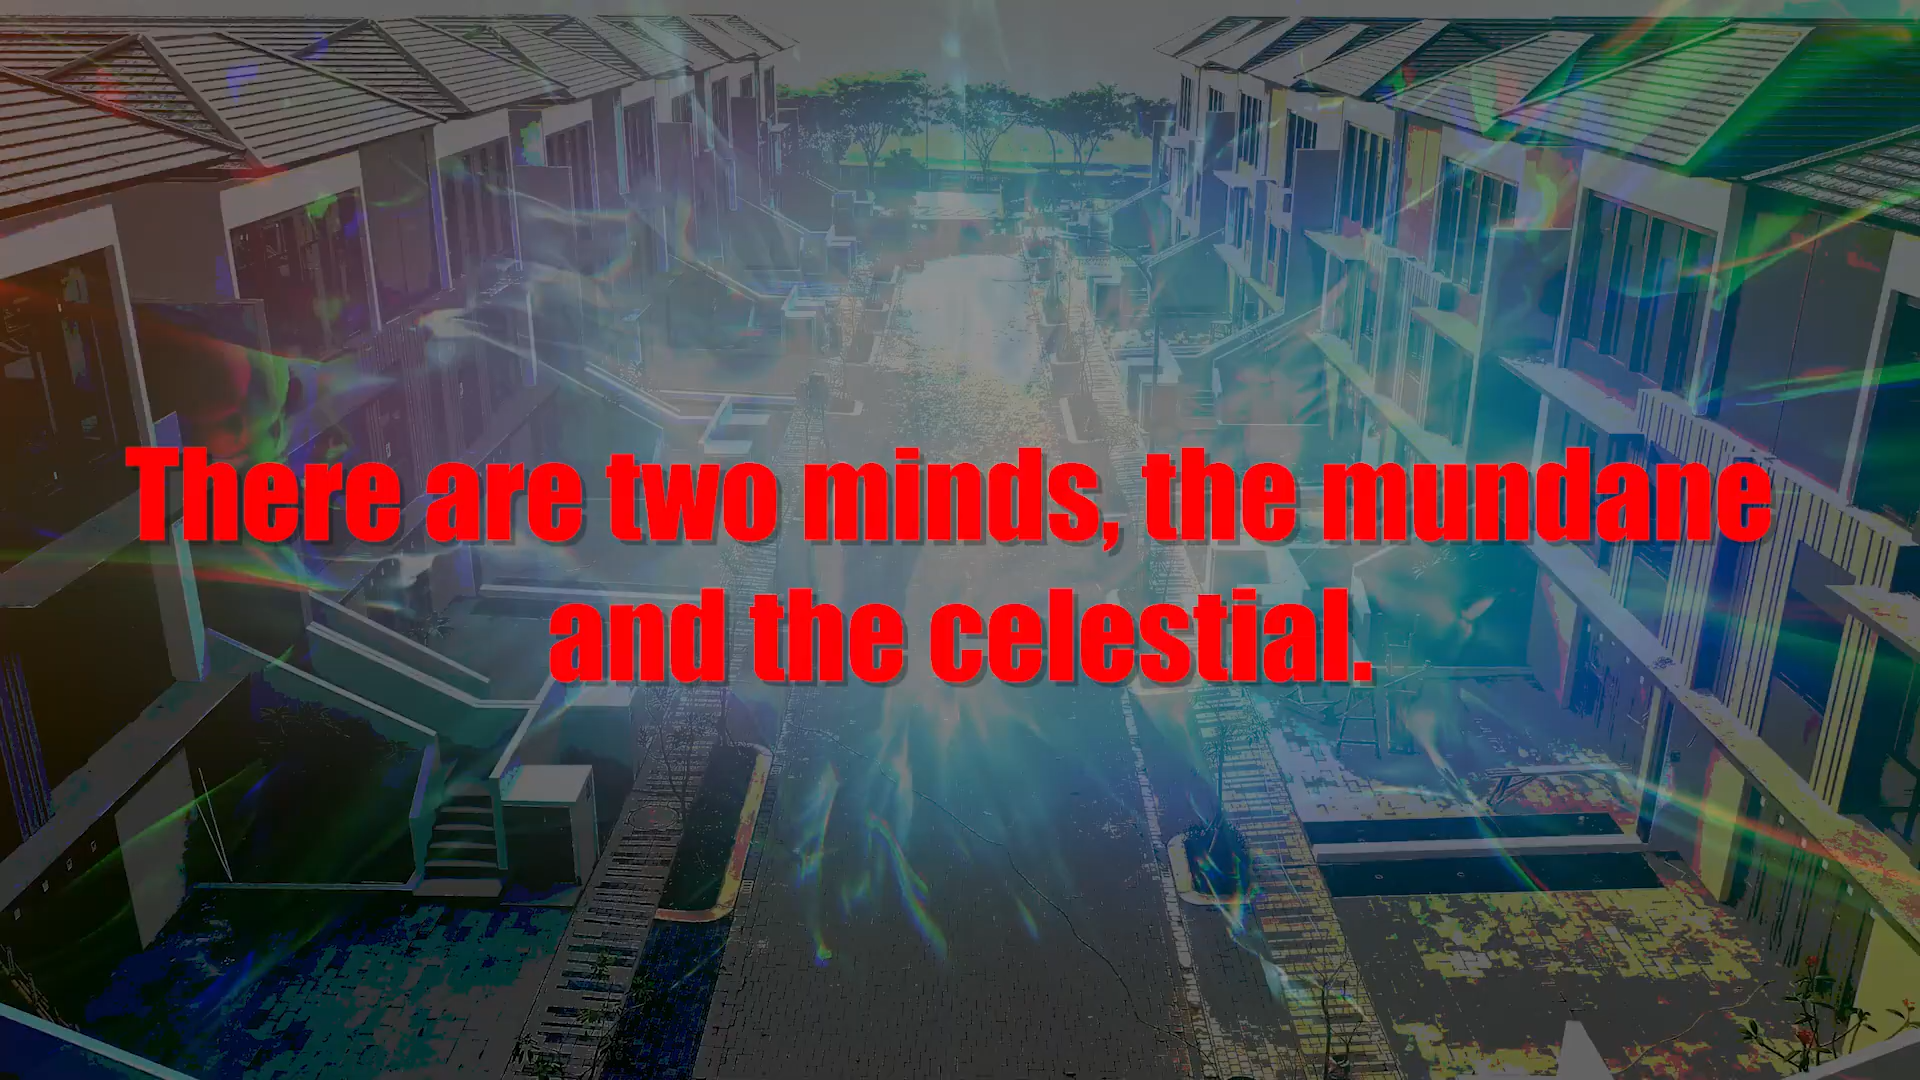 There are two minds, the mundane
and the celestial.